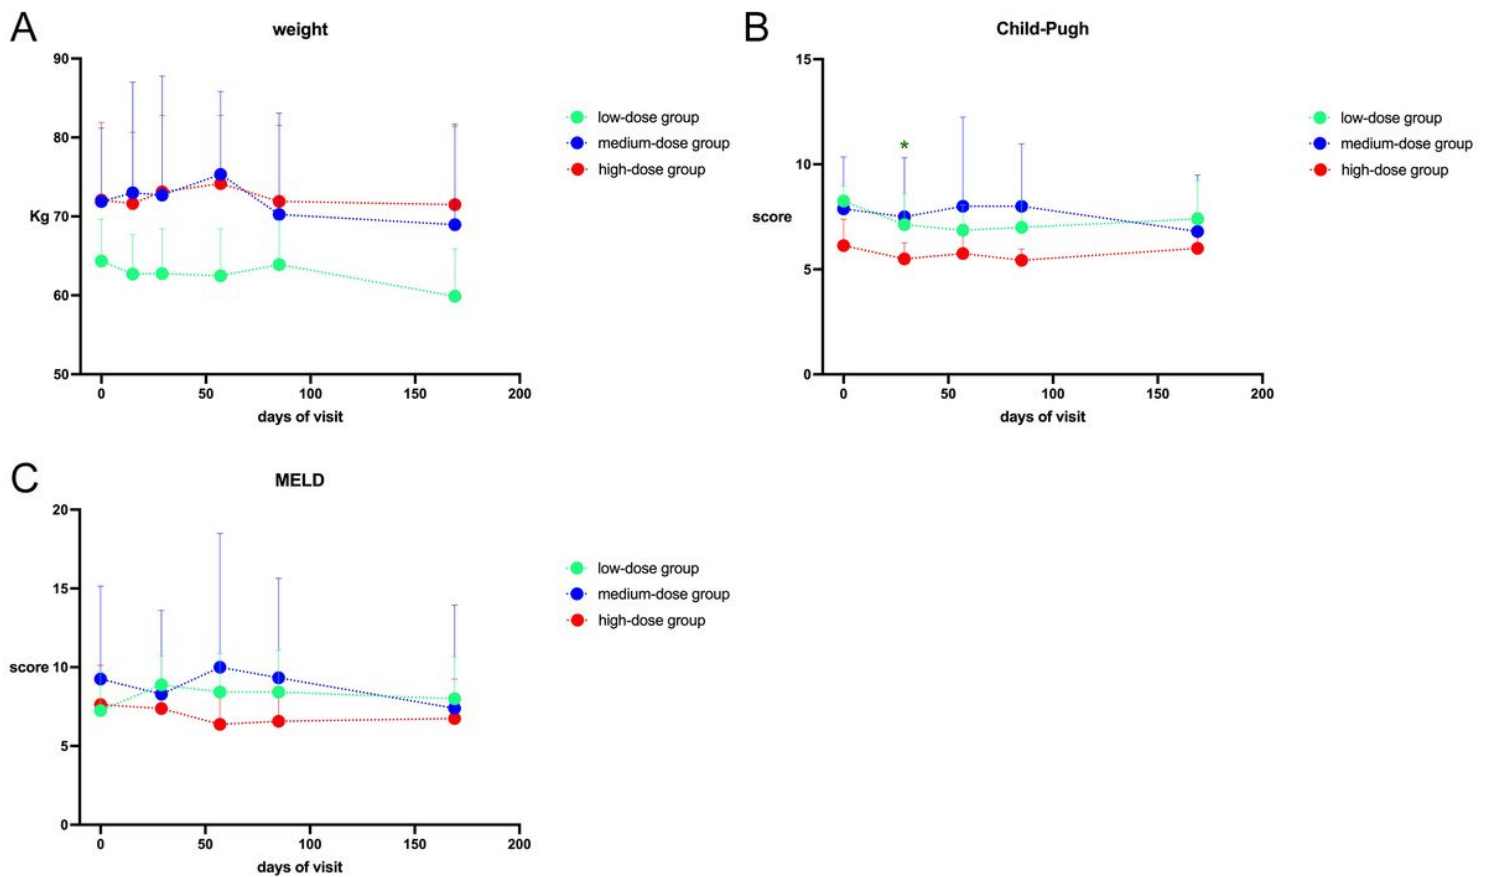 A
weight
90
80
Kg 70
60
50
0 50 100 150 200
days of visit
low-dose group
medium-dose group
high-dose group
B
Child-Pugh
15
10
*
score
5
0
0 50 100 150 200
days of visit
low-dose group
medium-dose group
high-dose group
C
MELD
20
15
score 10
5
0
0 50 100 150 200
days of visit
low-dose group
medium-dose group
high-dose group